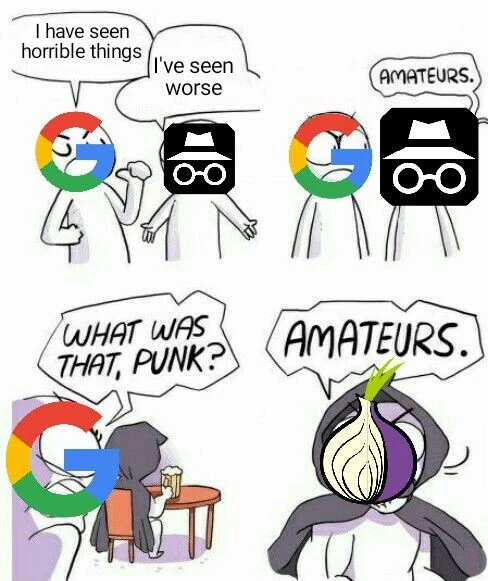 I have seen
horrible things
I've seen
worse
AMATEURS.
WHAT WAS
THAT, PUNK?
AMATEURS.